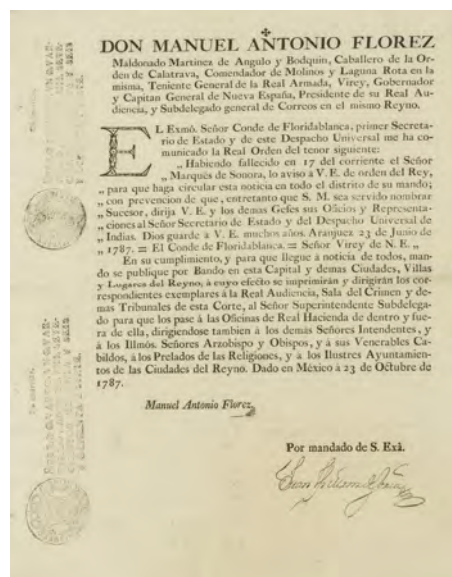 DON MANUEL ANTONIO FLOREZ
Maldonado Martinez de Angulo y Bodquin, Caballero de la Or-
den de Calatrava, Comendador de Molinos y Laguna Rota en la
misma, Teniente General de la Real Armada, Virey, Gobernador
y Capitan General de Nueva España, Presidente de su Real Au-
diencia, y Subdelegado general de Correos en el mismo Reyno.
EL Exmô. Señor Conde de Floridablanca, primer Secreta-
rio de Estado y de este Despacho Universal me ha co-
municado la Real Orden del tenor siguiente:
„ Habiendo fallecido en 17 del corriente el Señor
„ Marqués de Sonora, lo aviso à V. E. de orden del Rey,
„ para que haga circular esta noticia en todo el distrito de su mando;
„ con prevencion de que, entretanto que S. M. sea servido nombrar
„ Sucesor, dirija V. E. y los demas Gefes sus Oficios y Representa-
„ ciones al Señor Secretario de Estado y del Despacho Universal de
„ Indias. Dios guarde à V. E. muchos años. Aranjuez 23 de Junio de
„ 1787. = El Conde de Floridablanca. = Señor Virey de N. E. „
En su cumplimiento, y para que llegue à noticia de todos, man-
do se publique por Bando en esta Capital y demas Ciudades, Villas
y Lugares del Reyno, à cuyo efecto se imprimirán y dirigirán los cor-
respondientes exemplares à la Real Audiencia, Sala del Crimen y de-
mas Tribunales de esta Corte, al Señor Superintendente Subdelega-
do para que los pase à las Oficinas de Real Hacienda de dentro y fue-
ra de ella, dirigiendose tambien à los demás Señores Intendentes, y
à los Illmôs. Señores Arzobispo y Obispos, y à sus Venerables Ca-
bildos, à los Prelados de las Religiones, y à los Ilustres Ayuntamien-
tos de las Ciudades del Reyno. Dado en México à 23 de Octubre de
1787.
Manuel Antonio Florez
Por mandado de S. Exâ.